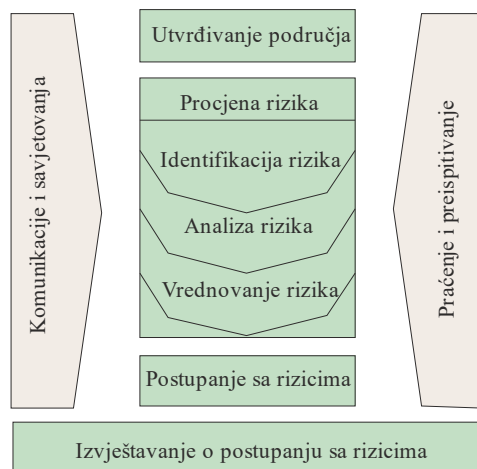 Utvrđivanje područja
Procjena rizika
Identifikacija rizika
Analiza rizika
Vrednovanje rizika
Postupanje sa rizicima
Komunikacije i savjetovanja
Praćenje i preispitivanje
Izvještavanje o postupanju sa rizicima